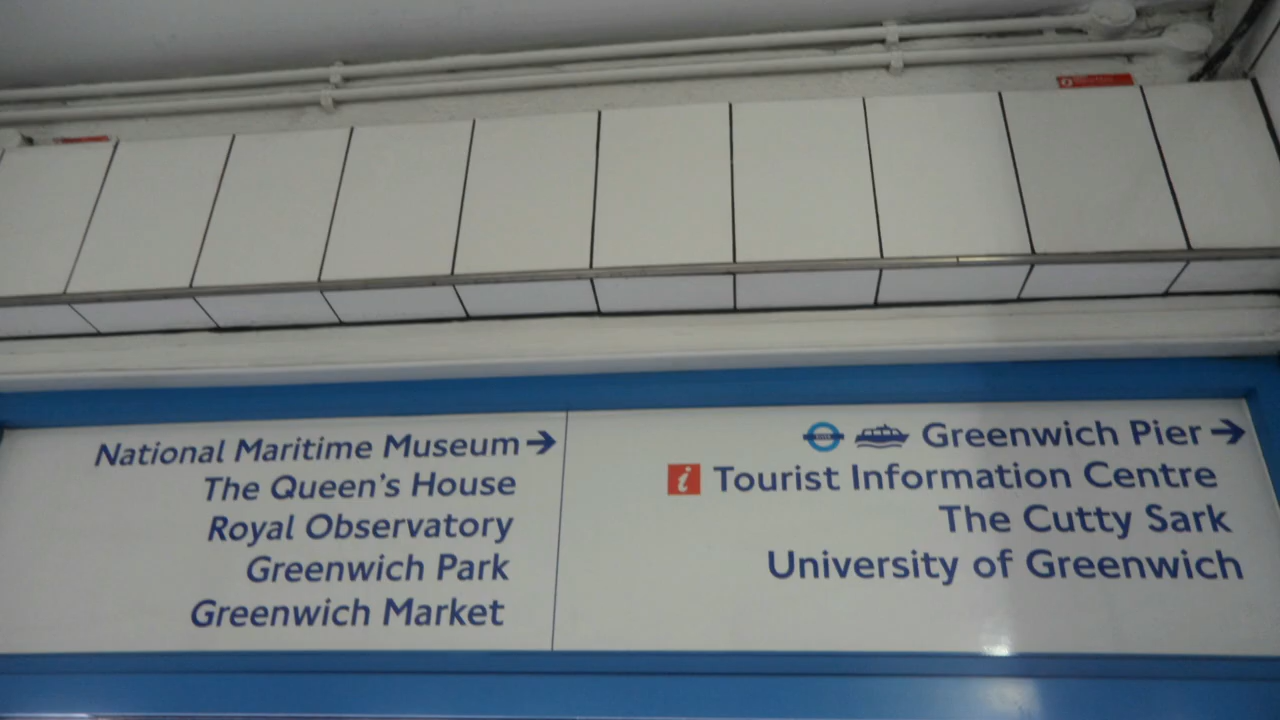 National Maritime Museum →
The Queen's House
Royal Observatory
Greenwich Park
Greenwich Market
Greenwich Pier →
i Tourist Information Centre
The Cutty Sark
University of Greenwich